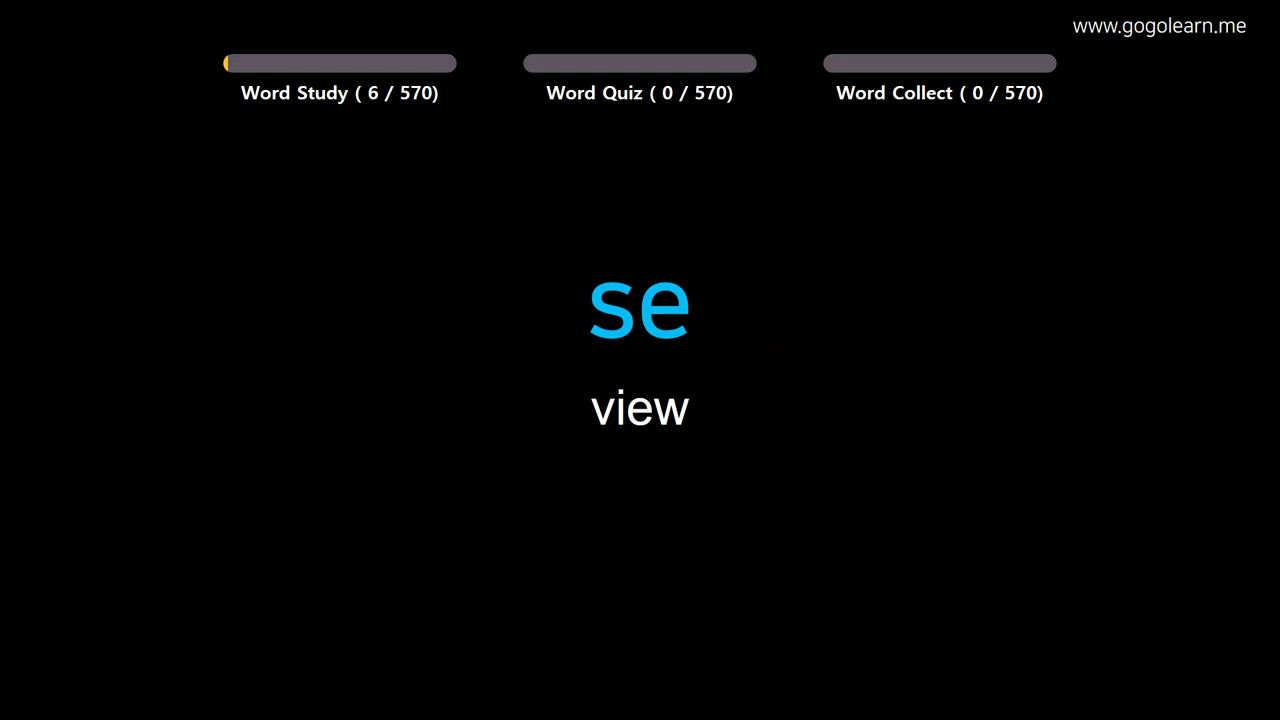 www.gogolearn.me
Word Study ( 6 / 570)
Word Quiz ( 0 / 570)
Word Collect ( 0 / 570)
se
view